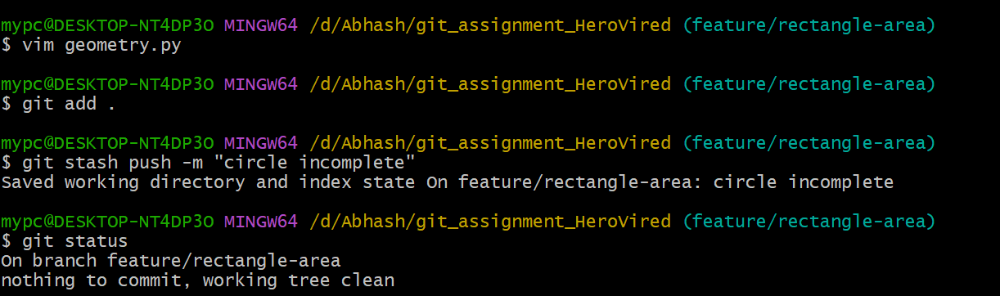 mypc@DESKTOP-NT4DP3O MINGW64 /d/Abhash/git_assignment_HeroVired (feature/rectangle-area)
$ vim geometry.py
mypc@DESKTOP-NT4DP3O MINGW64 /d/Abhash/git_assignment_HeroVired (feature/rectangle-area)
$ git add .
mypc@DESKTOP-NT4DP3O MINGW64 /d/Abhash/git_assignment_HeroVired (feature/rectangle-area)
$ git stash push -m "circle incomplete"
Saved working directory and index state On feature/rectangle-area: circle incomplete
mypc@DESKTOP-NT4DP3O MINGW64 /d/Abhash/git_assignment_HeroVired (feature/rectangle-area)
$ git status
On branch feature/rectangle-area
nothing to commit, working tree clean